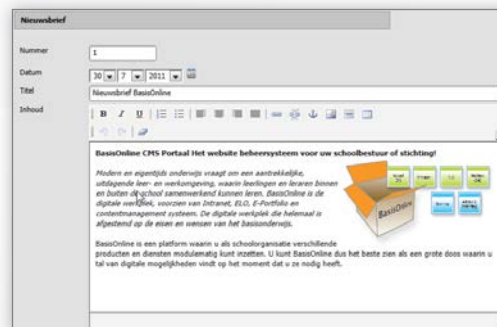 Nieuwsbrief
Nummer
1
Datum
30 7 2011
Titel
Nieuwsbrief BasisOnline
Inhoud
B I U
BasisOnline CMS Portaal Het website beheersysteem voor uw schoolbestuur of stichting!
Modern en eigentijds onderwijs vraagt om een aantrekkelijke,
uitdagende leer- en werkomgeving, waarin leerlingen en leraren binnen
en buiten de school samenwerkend kunnen leren. BasisOnline is de
digitale werkplek, voorzien van Intranet, ELO, E-Portfolio en
contentmanagement systeem. De digitale werkplek die helemaal is
afgestemd op de eisen en wensen van het basisonderwijs.
BasisOnline
BasisOnline is een platform waarin u als schoolorganisatie verschillende
producten en diensten modulematig kunt inzetten. U kunt BasisOnline dus het beste zien als een grote doos waarin u
tal van digitale mogelijkheden vindt op het moment dat u ze nodig heeft.